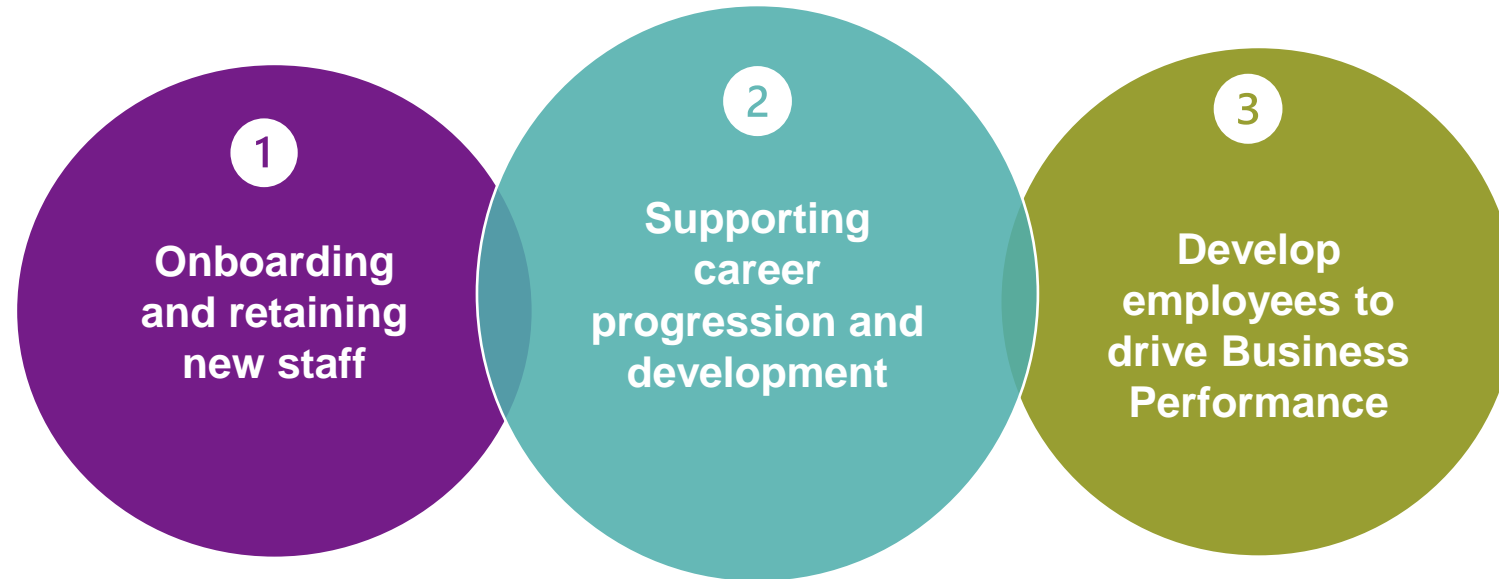 1
Onboarding
and retaining
new staff
2
Supporting
career
progression and
development
3
Develop
employees to
drive Business
Performance